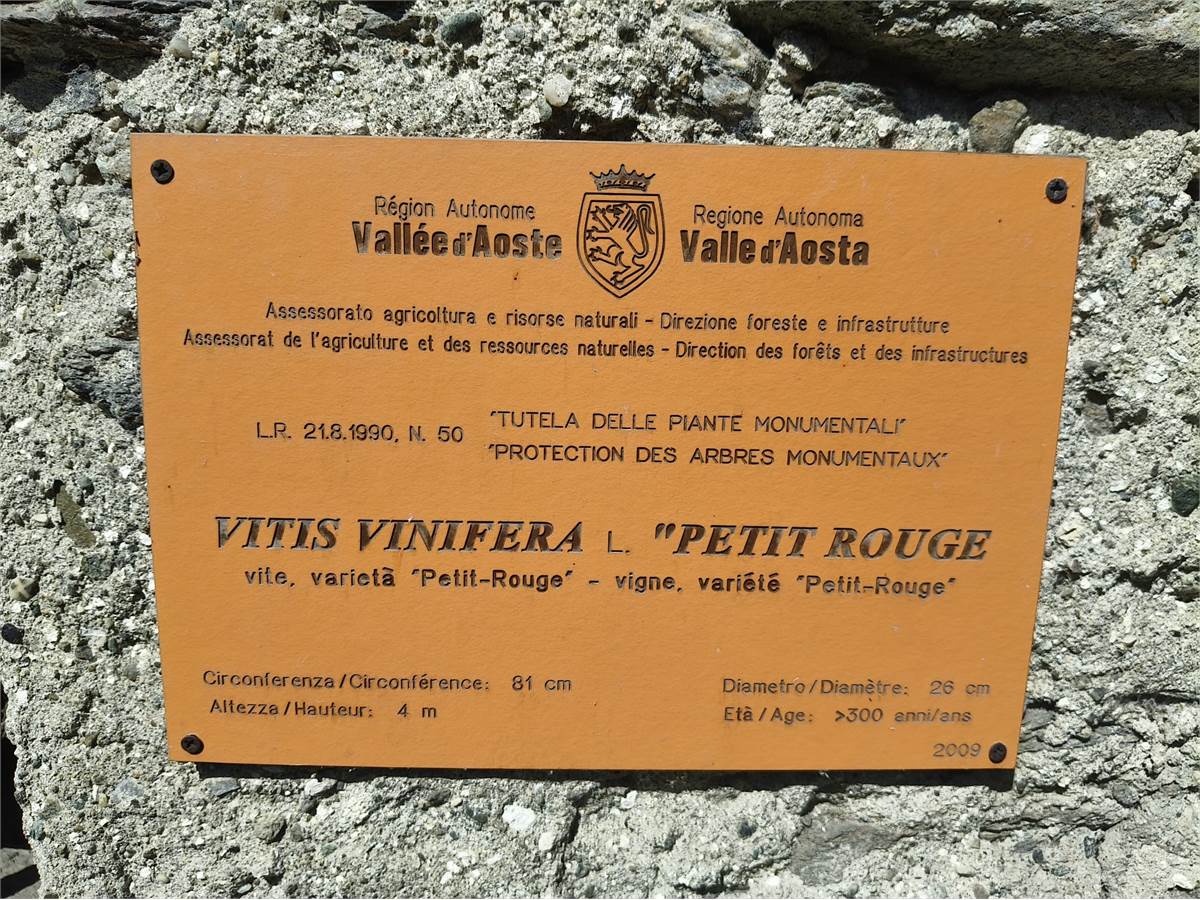 Région Autonome
Vallée d'Aoste
Regione Autonoma
Valle d'Aosta
Assessorato agricoltura e risorse naturali - Direzione foreste e infrastrutture
Assessorat de l'agriculture et des ressources naturelles - Direction des forêts et des infrastructures
L.R. 21.8.1990, N. 50
"TUTELA DELLE PIANTE MONUMENTALI"
"PROTECTION DES ARBRES MONUMENTAUX"
VITIS VINIFERA L. "PETIT ROUGE
vite, varietà "Petit-Rouge" - vigne, variété "Petit-Rouge"
Circonferenza/Circonférence: 81 cm
Diametro/Diamètre: 26 cm
Altezza/Hauteur: 4 m
Età/Age: >300 anni/ans
2009